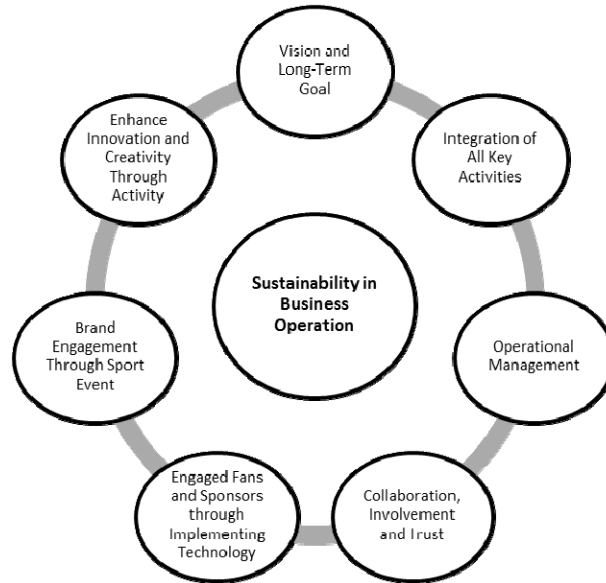 Vision and
Long-Term
Goal
Integration of
All Key
Activities
Operational
Management
Collaboration,
Involvement
and Trust
Engaged Fans
and Sponsors
through
Implementing
Technology
Brand
Engagement
Through Sport
Event
Enhance
Innovation and
Creativity
Through
Activity
Sustainability in
Business
Operation